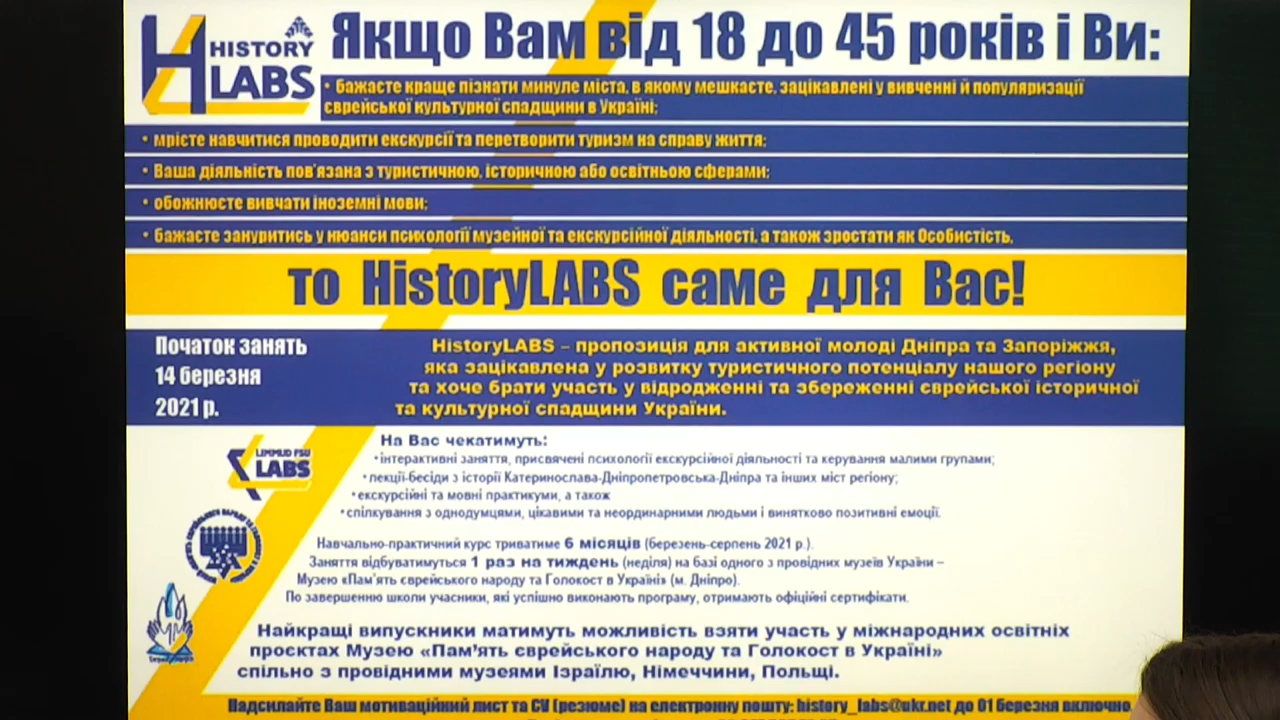 HISTORY
LABS
Якщо Вам від 18 до 45 років і Ви:
• бажаєте краще пізнати минуле міста, в якому мешкаєте, зацікавлені у вивченні й популяризації
єврейської культурної спадщини в Україні;
• мрієте навчитися проводити екскурсії та перетворити туризм на справу життя;
• Ваша діяльність пов'язана з туристичною, історичною або освітньою сферами;
• обожнюєте вивчати іноземні мови;
• бажаєте зануритись у нюанси психології музейної та екскурсійної діяльності, а також зростати як Особистість,
то HistoryLABS саме для Вас!
Початок занять
14 березня
2021 р.
HistoryLABS – пропозиція для активної молоді Дніпра та Запоріжжя,
яка зацікавлена у розвитку туристичного потенціалу нашого регіону
та хоче брати участь у відродженні та збереженні єврейської історичної
та культурної спадщини України.
LIMMUD FSU
LABS
На Вас чекатимуть:
• інтерактивні заняття, присвячені психології екскурсійної діяльності та керування малими групами;
• лекції-бесіди з історії Катеринослава-Дніпропетровська-Дніпра та інших міст регіону;
• екскурсійні та мовні практикуми, а також
• спілкування з однодумцями, цікавими та неординарними людьми і винятково позитивні емоції.
Навчально-практичний курс триватиме 6 місяців (березень-серпень 2021 р.).
Заняття відбуватимуться 1 раз на тиждень (неділя) на базі одного з провідних музеїв України –
Музею «Пам'ять єврейського народу та Голокост в Україні» (м. Дніпро).
По завершенню школи учасники, які успішно виконають програму, отримають офіційні сертифікати.
Найкращі випускники матимуть можливість взяти участь у міжнародних освітніх
проєктах Музею «Пам'ять єврейського народу та Голокост в Україні»
спільно з провідними музеями Ізраїлю, Німеччини, Польщі.
Надсилайте Ваш мотиваційний лист та CV (резюме) на електронну пошту: history_labs@ukr.net до 01 березня включно